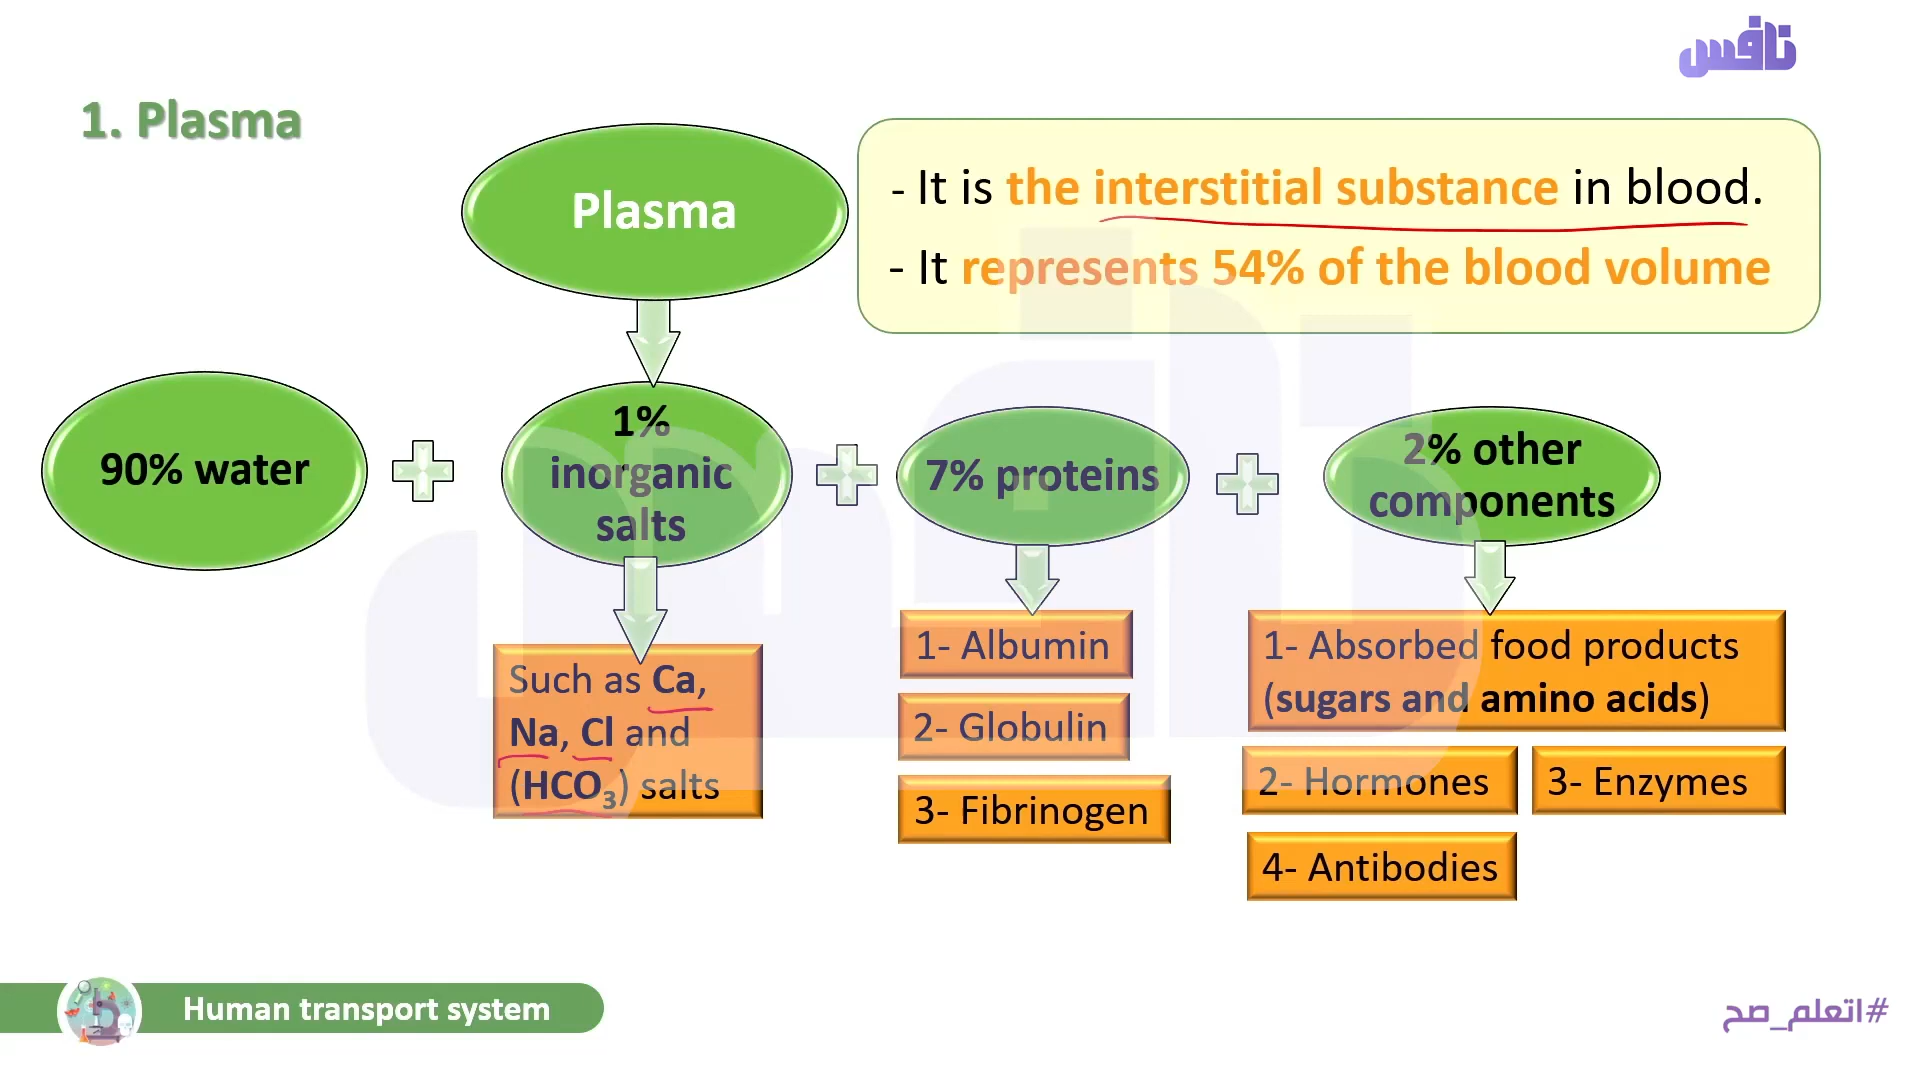 نافس
1. Plasma
Plasma
- It is the interstitial substance in blood.
- It represents 54% of the blood volume
90% water
1%
inorganic
salts
7% proteins
2% other
components
Such as Ca,
Na, Cl and
(HCO₃) salts
1- Albumin
2- Globulin
3- Fibrinogen
1- Absorbed food products
(sugars and amino acids)
2- Hormones
3- Enzymes
4- Antibodies
Human transport system
#اتعلم_صح